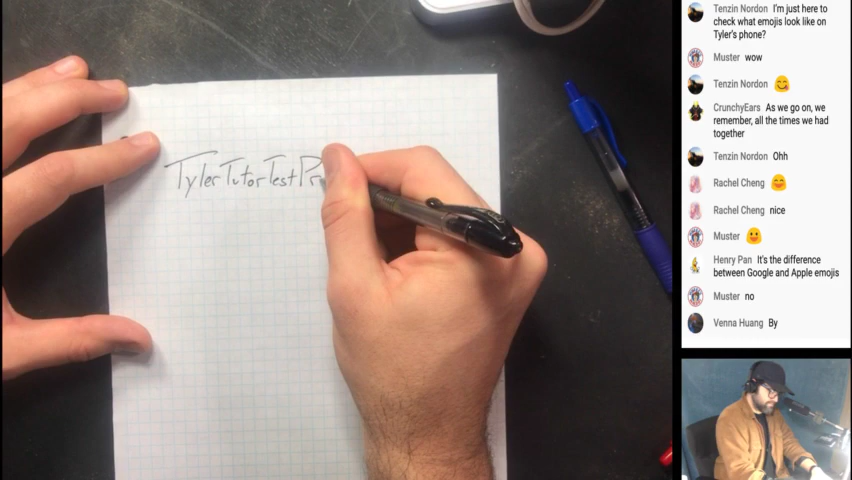 TylerTutorTestPr
Tenzin Nordon I'm just here to
check what emojis look like on
Tyler's phone?
Muster wow
Tenzin Nordon 😋
CrunchyEars As we go on, we
remember, all the times we had
together
Tenzin Nordon Ohh
Rachel Cheng 😋
Rachel Cheng nice
Muster 😛
Henry Pan It's the difference
between Google and Apple emojis
Muster no
Venna Huang By